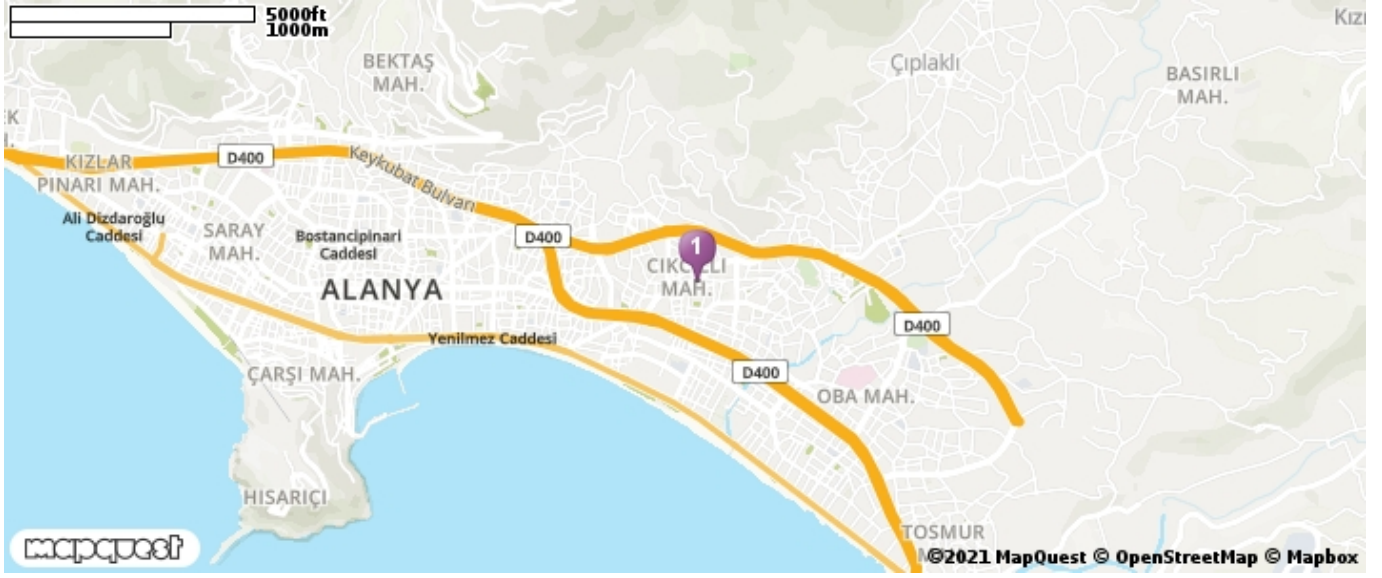 5000ft
1000m
BEKTAŞ
MAH.
Çıplaklı
BASIRLI
MAH.
D400
KIZLAR
PINARI MAH.
Keykubat Bulvarı
Ali Dizdaroğlu
Caddesi
SARAY
MAH.
Bostancipinari
Caddesi
D400
1
MAH.
ALANYA
D400
Yenilmez Caddesi
D400
ÇARŞI MAH.
OBA MAH.
HISARIÇI
TOSMUR
mapquest
©2021 MapQuest © OpenStreetMap © Mapbox